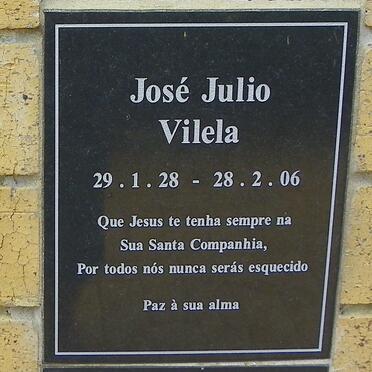 José Julio
Vilela
29 . 1 . 28 - 28 . 2 . 06
Que Jesus te tenha sempre na
Sua Santa Companhia,
Por todos nós nunca serás esquecido
Paz à sua alma